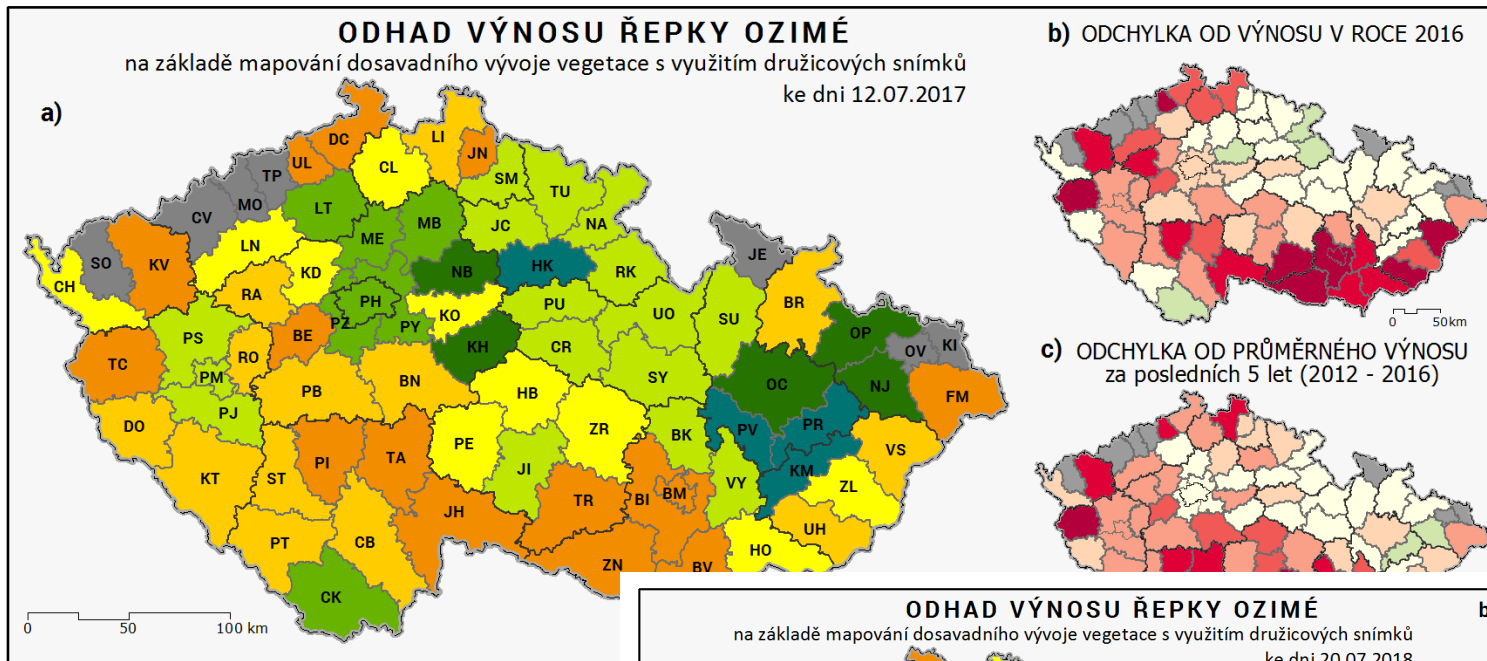 ODHAD VÝNOSU ŘEPKY OZIMÉ
na základě mapování dosavadního vývoje vegetace s využitím družicových snímků
ke dni 12.07.2017
a)
DC
LI
UL
JN
CL
TP
SM
TU
MO
LT
CV
MB
JC
NA
ME
LN
SO
KV
KD
NB
HK
RK
JE
CH
RA
PH
KO
PU
BR
PZ
PY
UO
SU
PS
BE
OP
KI
RO
KH
CR
OV
TC
PM
SY
OC
NJ
BN
PB
HB
FM
PJ
DO
ZR
PV
PR
PE
BK
VS
PI
TA
KT
ST
JI
KM
VY
ZL
TR
BI
BM
JH
UH
PT
CB
HO
ZN
BV
CK
0
50
100 km
b) ODCHYLKA OD VÝNOSU V ROCE 2016
0
50km
c) ODCHYLKA OD PRŮMĚRNÉHO VÝNOSU
za posledních 5 let (2012 - 2016)
ODHAD VÝNOSU ŘEPKY OZIMÉ
b
na základě mapování dosavadního vývoje vegetace s využitím družicových snímků
ke dni 20.07.2018